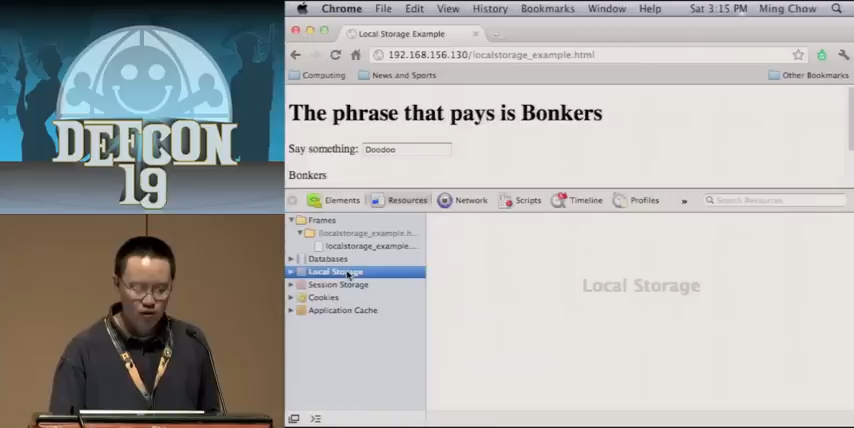 DEFCON
19
Chrome File Edit View History Bookmarks Window Help Sat 3:15 PM Ming Chow
Local Storage Example
192.168.156.130/localstorage_example.html
Computing News and Sports Other Bookmarks
The phrase that pays is Bonkers
Say something: Doodoo
Bonkers
Elements Resources Network Scripts Timeline Profiles » Search Resources
Frames
(localstorage_example.h...
localstorage_example....
Databases
Local Storage
Local Storage
Session Storage
Cookies
Application Cache